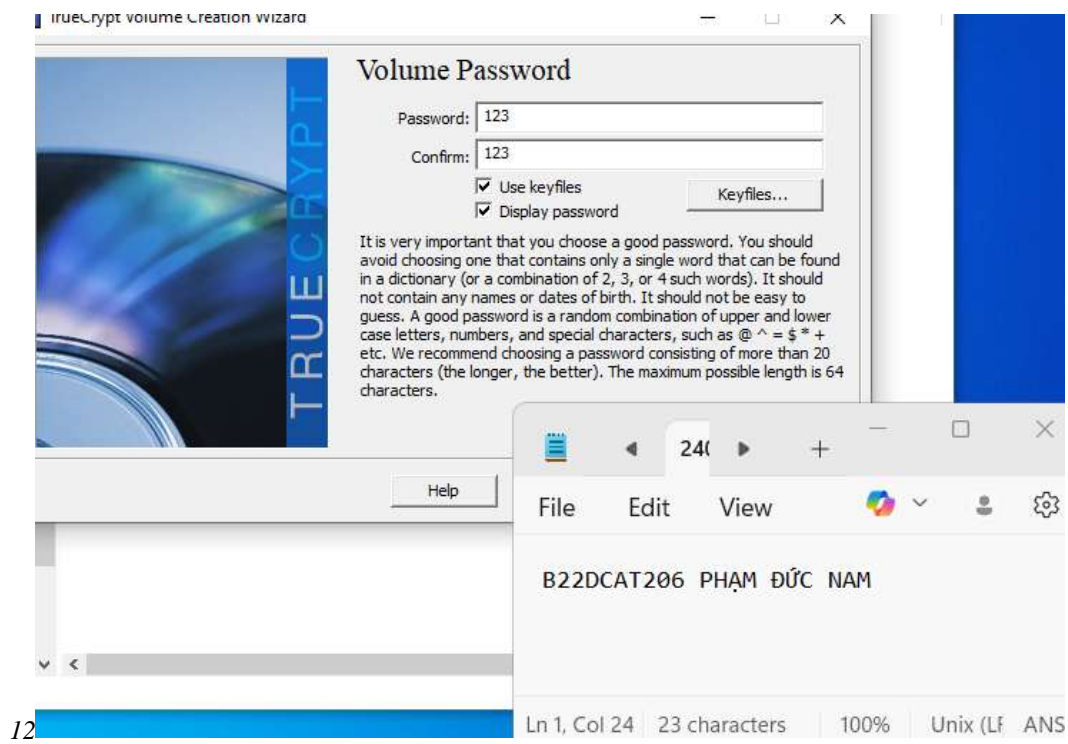 TrueCrypt Volume Creation Wizard
Volume Password
Password: 123
Confirm: 123
Use keyfiles
Keyfiles...
Display password
It is very important that you choose a good password. You should
avoid choosing one that contains only a single word that can be found
in a dictionary (or a combination of 2, 3, or 4 such words). It should
not contain any names or dates of birth. It should not be easy to
guess. A good password is a random combination of upper and lower
case letters, numbers, and special characters, such as @ ^ = $ * +
etc. We recommend choosing a password consisting of more than 20
characters (the longer, the better). The maximum possible length is 64
characters.
TRUECRYPT
Help
240
File Edit View
B22DCAT206 PHẠM ĐỨC NAM
Ln 1, Col 24 23 characters 100% Unix (LF ANS
12